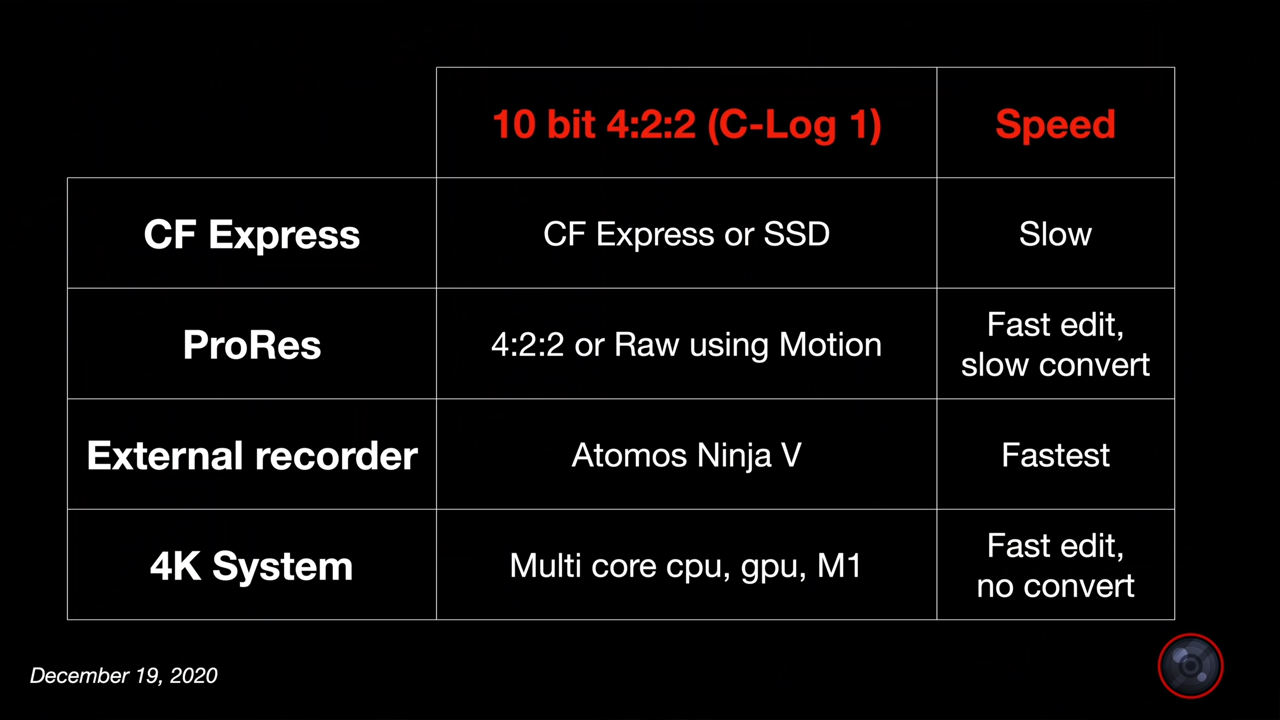 10 bit 4:2:2 (C-Log 1) Speed
CF Express CF Express or SSD Slow
ProRes 4:2:2 or Raw using Motion Fast edit,
slow convert
External recorder Atomos Ninja V Fastest
4K System Multi core cpu, gpu, M1 Fast edit,
no convert
December 19, 2020